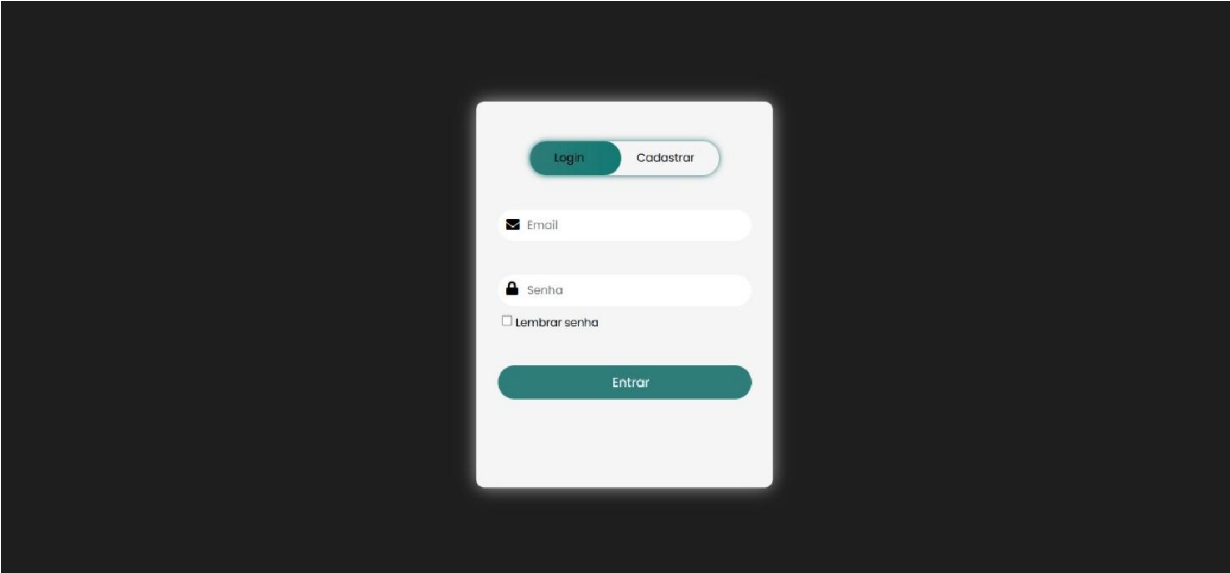 Login Cadastrar
Email
Senha
Lembrar senha
Entrar